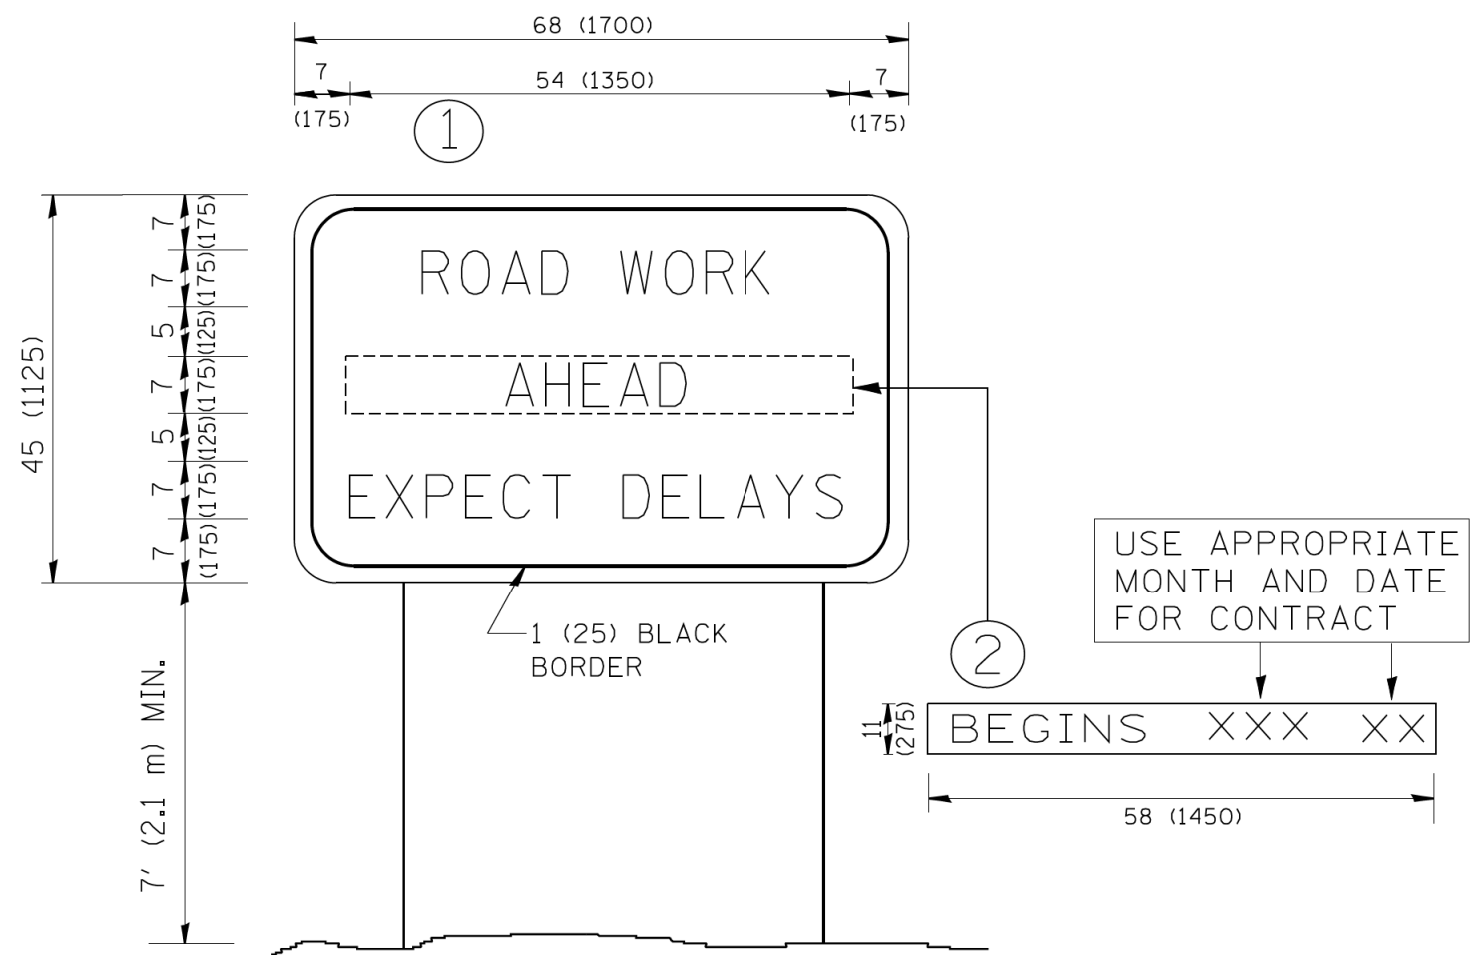 68 (1700)
7
54 (1350)
7
(175)
(175)
1
45 (1125)
7
(175)
7
(175)
5
(125)
7
(175)
5
(125)
7
(175)
7
(175)
ROAD WORK
AHEAD
EXPECT DELAYS
1 (25) BLACK
BORDER
7' (2.1 m) MIN.
2
USE APPROPRIATE
MONTH AND DATE
FOR CONTRACT
11
(275)
BEGINS XXX XX
58 (1450)